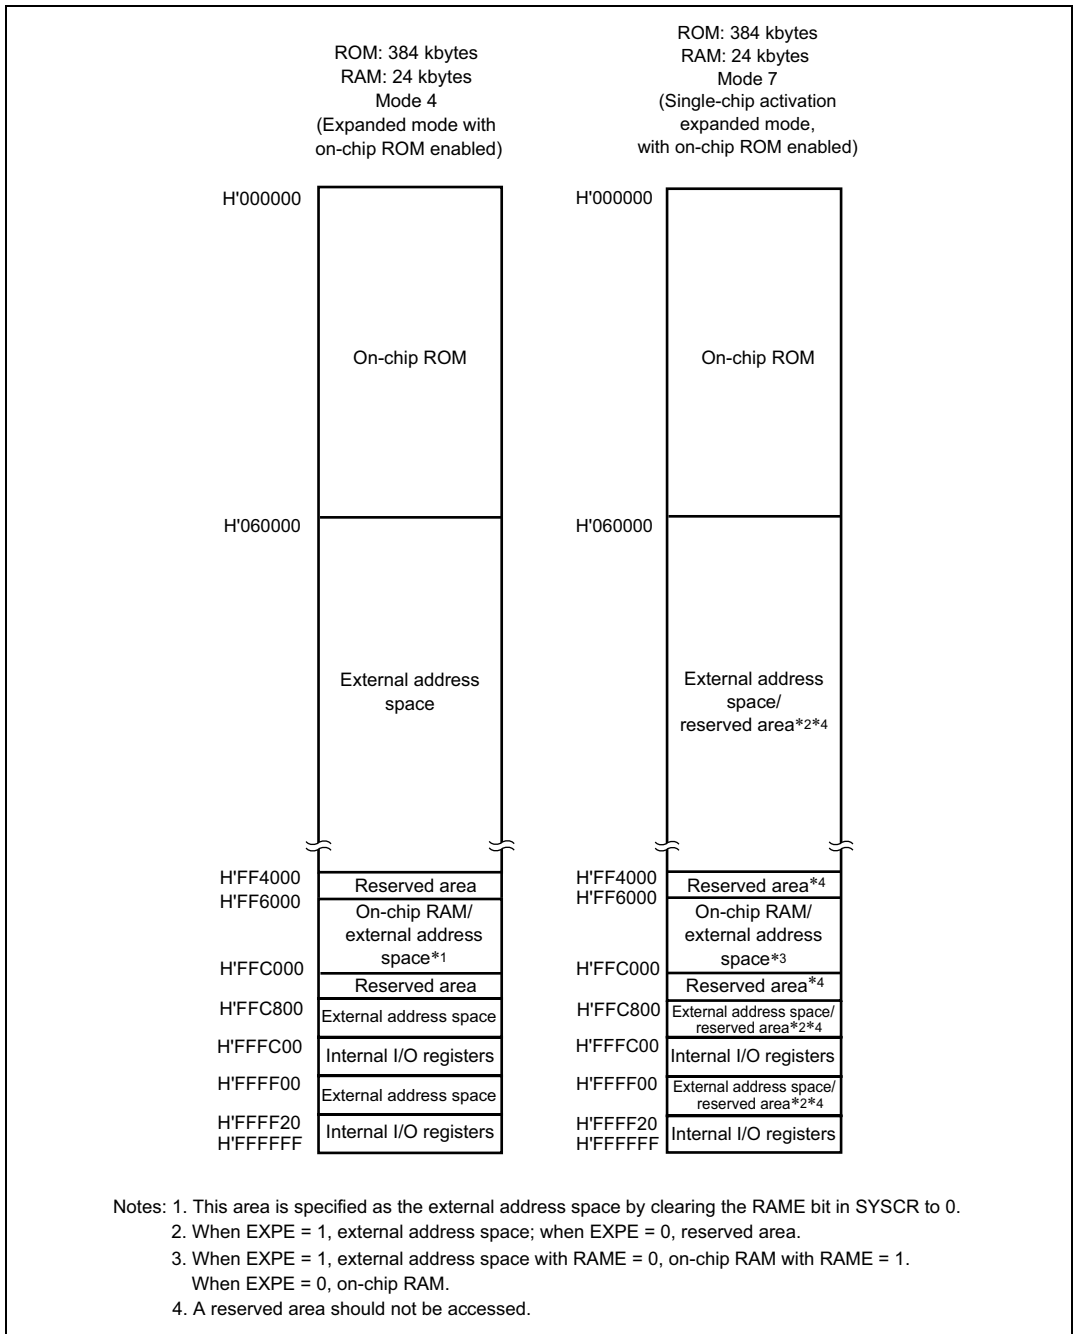 ROM: 384 kbytes
RAM: 24 kbytes
Mode 4
(Expanded mode with
on-chip ROM enabled)
H'000000
On-chip ROM
H'060000
External address
space
H'FF4000
Reserved area
H'FF6000
On-chip RAM/
external address
space*1
H'FFC000
Reserved area
H'FFC800
External address space
H'FFFC00
Internal I/O registers
H'FFFF00
External address space
H'FFFF20
Internal I/O registers
H'FFFFFF
ROM: 384 kbytes
RAM: 24 kbytes
Mode 7
(Single-chip activation
expanded mode,
with on-chip ROM enabled)
H'000000
On-chip ROM
H'060000
External address
space/
reserved area*2*4
H'FF4000
Reserved area*4
H'FF6000
On-chip RAM/
external address
space*3
H'FFC000
Reserved area*4
H'FFC800
External address space/
reserved area*2*4
H'FFFC00
Internal I/O registers
H'FFFF00
External address space/
reserved area*2*4
H'FFFF20
Internal I/O registers
H'FFFFFF
Notes: 1. This area is specified as the external address space by clearing the RAME bit in SYSCR to 0.
2. When EXPE = 1, external address space; when EXPE = 0, reserved area.
3. When EXPE = 1, external address space with RAME = 0, on-chip RAM with RAME = 1.
When EXPE = 0, on-chip RAM.
4. A reserved area should not be accessed.